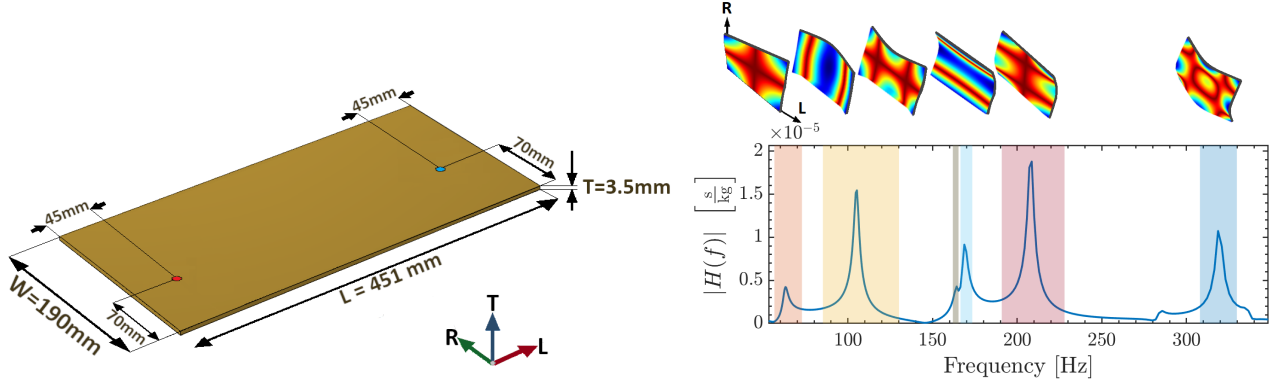 45mm
70mm
T=3.5mm
45mm
W=190mm
70mm
L = 451 mm
T
R
L
R
L
×10⁻⁵
2
1.5
1
0.5
0
|H(f)| [s/kg]
100
150
200
250
300
Frequency [Hz]